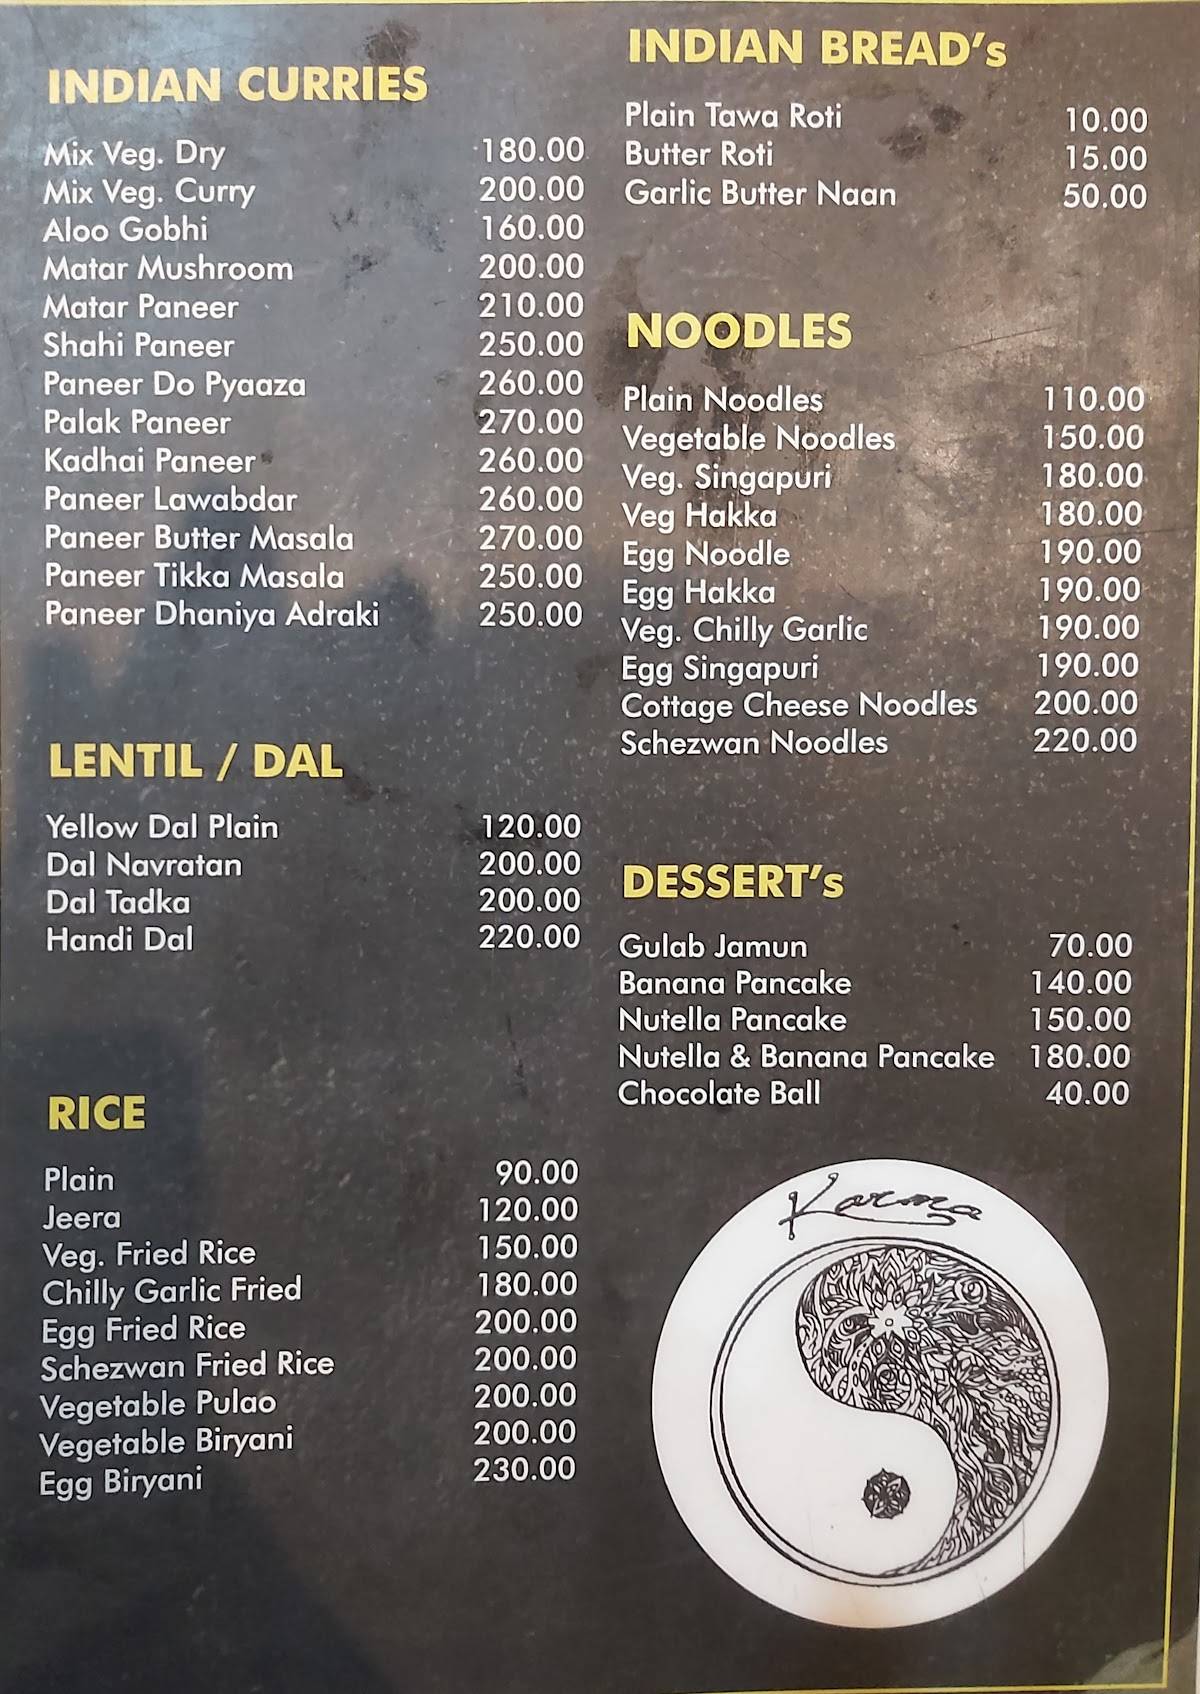 INDIAN CURRIES
Mix Veg. Dry 180.00
Mix Veg. Curry 200.00
Aloo Gobhi 160.00
Matar Mushroom 200.00
Matar Paneer 210.00
Shahi Paneer 250.00
Paneer Do Pyaaza 260.00
Palak Paneer 270.00
Kadhai Paneer 260.00
Paneer Lawabdar 260.00
Paneer Butter Masala 270.00
Paneer Tikka Masala 250.00
Paneer Dhaniya Adraki 250.00
LENTIL / DAL
Yellow Dal Plain 120.00
Dal Navratan 200.00
Dal Tadka 200.00
Handi Dal 220.00
RICE
Plain 90.00
Jeera 120.00
Veg. Fried Rice 150.00
Chilly Garlic Fried 180.00
Egg Fried Rice 200.00
Schezwan Fried Rice 200.00
Vegetable Pulao 200.00
Vegetable Biryani 200.00
Egg Biryani 230.00
INDIAN BREAD's
Plain Tawa Roti 10.00
Butter Roti 15.00
Garlic Butter Naan 50.00
NOODLES
Plain Noodles 110.00
Vegetable Noodles 150.00
Veg. Singapuri 180.00
Veg Hakka 180.00
Egg Noodle 190.00
Egg Hakka 190.00
Veg. Chilly Garlic 190.00
Egg Singapuri 190.00
Cottage Cheese Noodles 200.00
Schezwan Noodles 220.00
DESSERT's
Gulab Jamun 70.00
Banana Pancake 140.00
Nutella Pancake 150.00
Nutella & Banana Pancake 180.00
Chocolate Ball 40.00
Karma